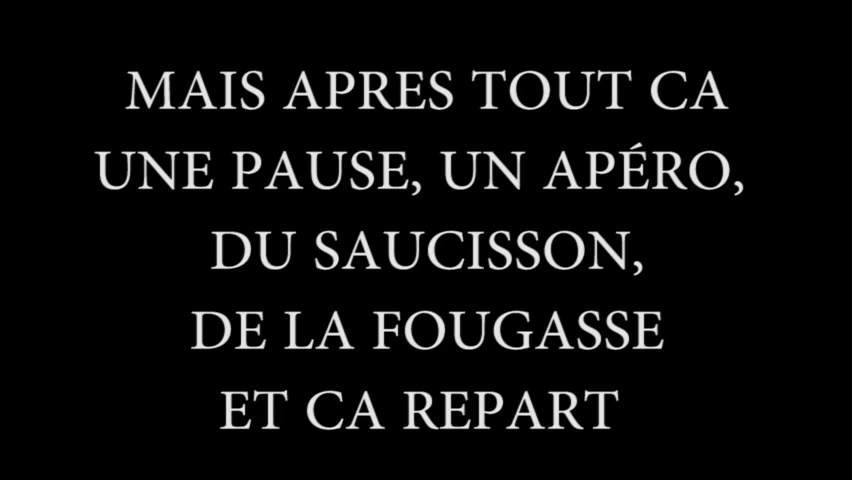 MAIS APRES TOUT CA
UNE PAUSE, UN APÉRO,
DU SAUCISSON,
DE LA FOUGASSE
ET CA REPART